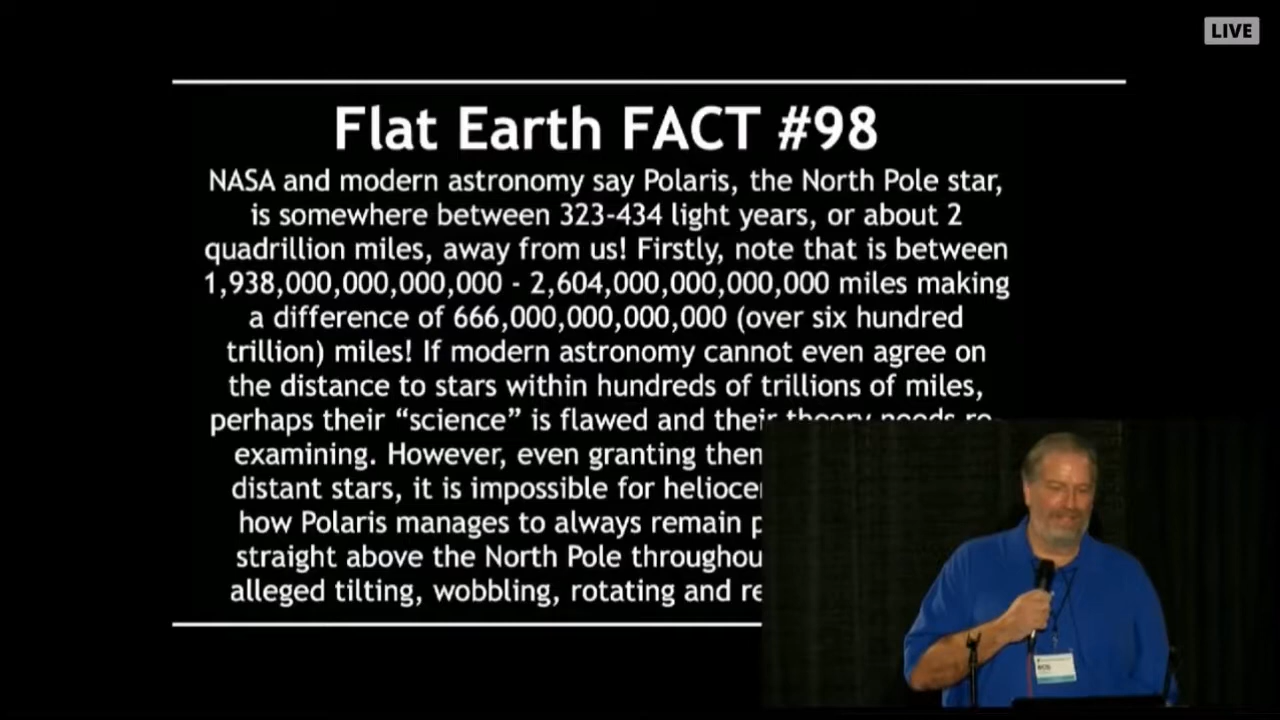 LIVE
Flat Earth FACT #98
NASA and modern astronomy say Polaris, the North Pole star,
is somewhere between 323-434 light years, or about 2
quadrillion miles, away from us! Firstly, note that is between
1,938,000,000,000,000 - 2,604,000,000,000,000 miles making
a difference of 666,000,000,000,000 (over six hundred
trillion) miles! If modern astronomy cannot even agree on
the distance to stars within hundreds of trillions of miles,
perhaps their “science” is flawed and their theory needs re-
examining. However, even granting them
distant stars, it is impossible for
how Polaris manages to always remain
straight above the North Pole
alleged tilting, wobbling, rotating and